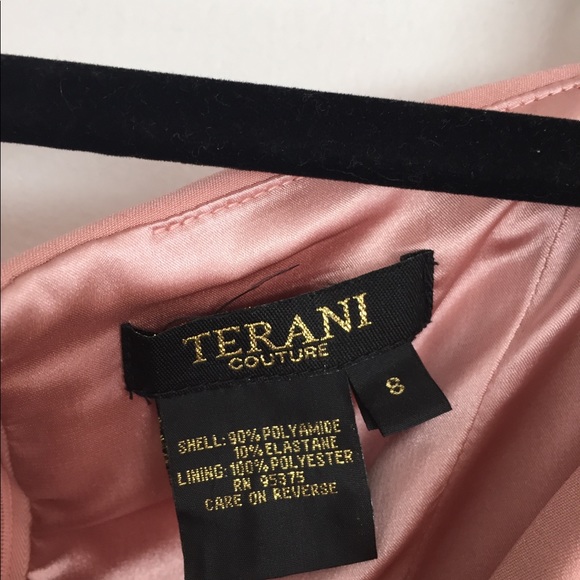 TERANI
COUTURE
8
SHELL: 90% POLYAMIDE
10% ELASTANE
LINING: 100% POLYESTER
RN 95375
CARE ON REVERSE